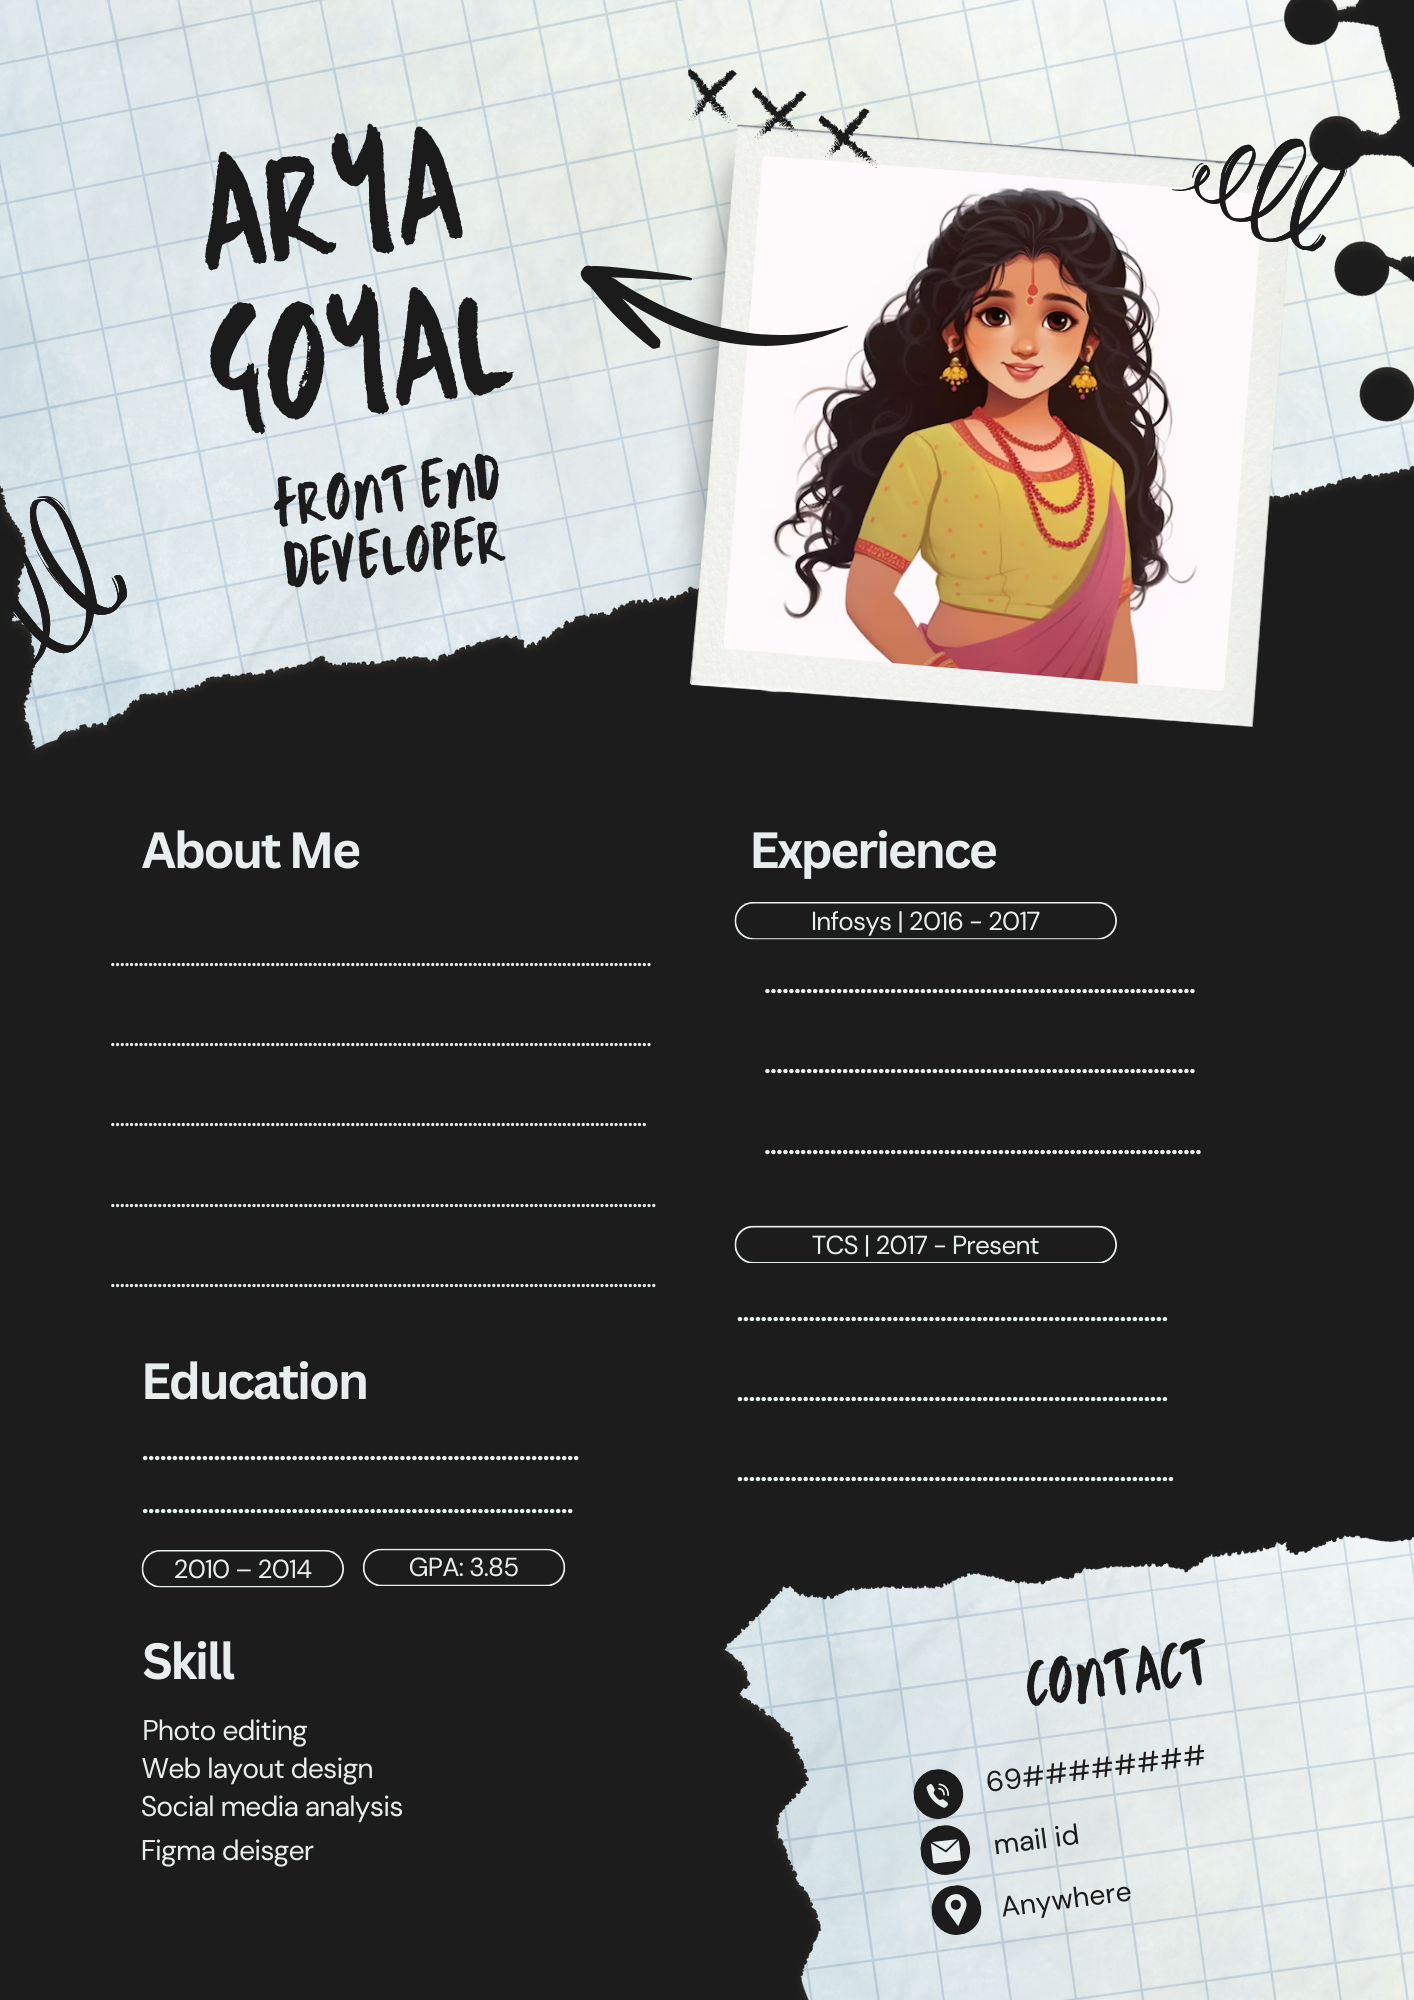 ARYA
GOYAL
FRONT END
DEVELOPER
About Me
Education
2010 – 2014
GPA: 3.85
Skill
Photo editing
Web layout design
Social media analysis
Figma deisger
Experience
Infosys | 2016 - 2017
TCS | 2017 - Present
CONTACT
69########
mail id
Anywhere